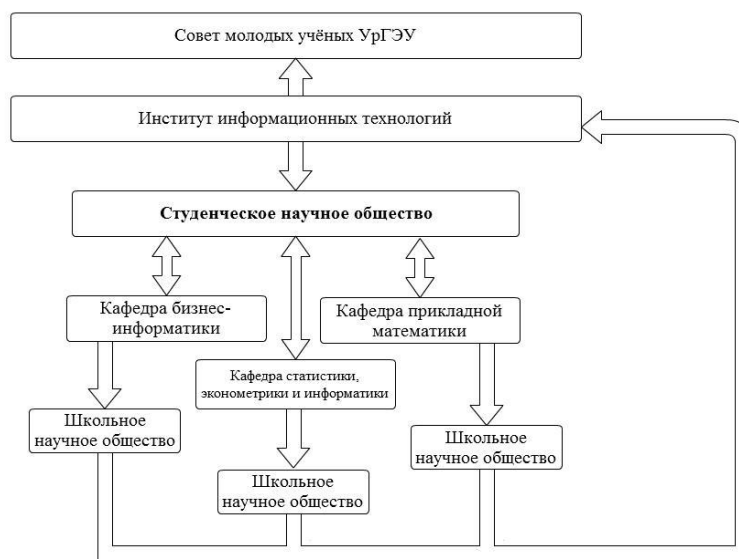 Совет молодых учёных УрГЭУ
Институт информационных технологий
Студенческое научное общество
Кафедра бизнес-
информатики
Кафедра прикладной
математики
Кафедра статистики,
эконометрики и информатики
Школьное
научное общество
Школьное
научное общество
Школьное
научное общество